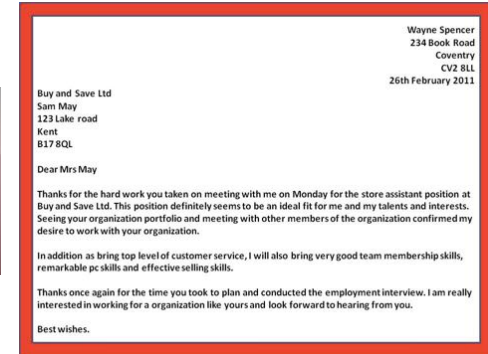 Wayne Spencer
234 Book Road
Coventry
CV2 8LL
26th February 2011
Buy and Save Ltd
Sam May
123 Lake road
Kent
B17 8QL
Dear Mrs May
Thanks for the hard work you taken on meeting with me on Monday for the store assistant position at
Buy and Save Ltd. This position definitely seems to be an ideal fit for me and my talents and interests.
Seeing your organization portfolio and meeting with other members of the organization confirmed my
desire to work with your organization.
In addition as bring top level of customer service, I will also bring very good team membership skills,
remarkable pc skills and effective selling skills.
Thanks once again for the time you took to plan and conducted the employment interview. I am really
interested in working for a organization like yours and look forward to hearing from you.
Best wishes.